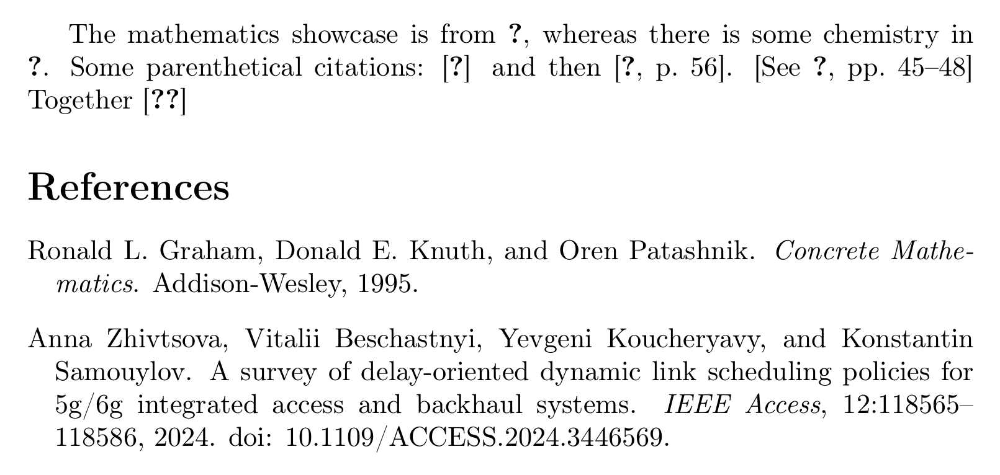 The mathematics showcase is from ?, whereas there is some chemistry in
?. Some parenthetical citations: [?] and then [?, p. 56]. [See ?, pp. 45–48]
Together [??]
References
Ronald L. Graham, Donald E. Knuth, and Oren Patashnik. Concrete Mathe-
matics. Addison-Wesley, 1995.
Anna Zhivtsova, Vitalii Beschastnyi, Yevgeni Koucheryavy, and Konstantin
Samouylov. A survey of delay-oriented dynamic link scheduling policies for
5g/6g integrated access and backhaul systems. IEEE Access, 12:118565–
118586, 2024. doi: 10.1109/ACCESS.2024.3446569.